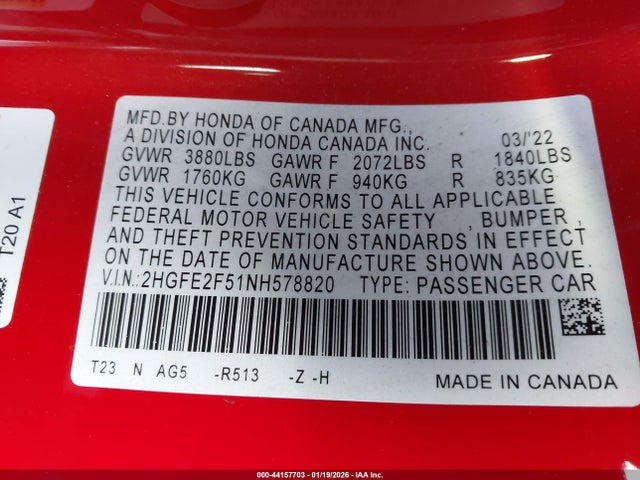 MFD.BY HONDA OF CANADA MFG.,
A DIVISION OF HONDA CANADA INC. 03/'22
GVWR 3880LBS GAWR F 2072LBS R 1840LBS
GVWR 1760KG GAWR F 940KG R 835KG
THIS VEHICLE CONFORMS TO ALL APPLICABLE
FEDERAL MOTOR VEHICLE SAFETY , BUMPER ,
AND THEFT PREVENTION STANDARDS IN EFFECT
ON THE DATE OF MANUFACTURE SHOWN ABOVE.
V.I.N.:2HGFE2F51NH578820 TYPE: PASSENGER CAR
T23 N AG5 -R513 -Z -H
MADE IN CANADA
T20 A1
000-44157703 - 01/19/2026 - IAA Inc.